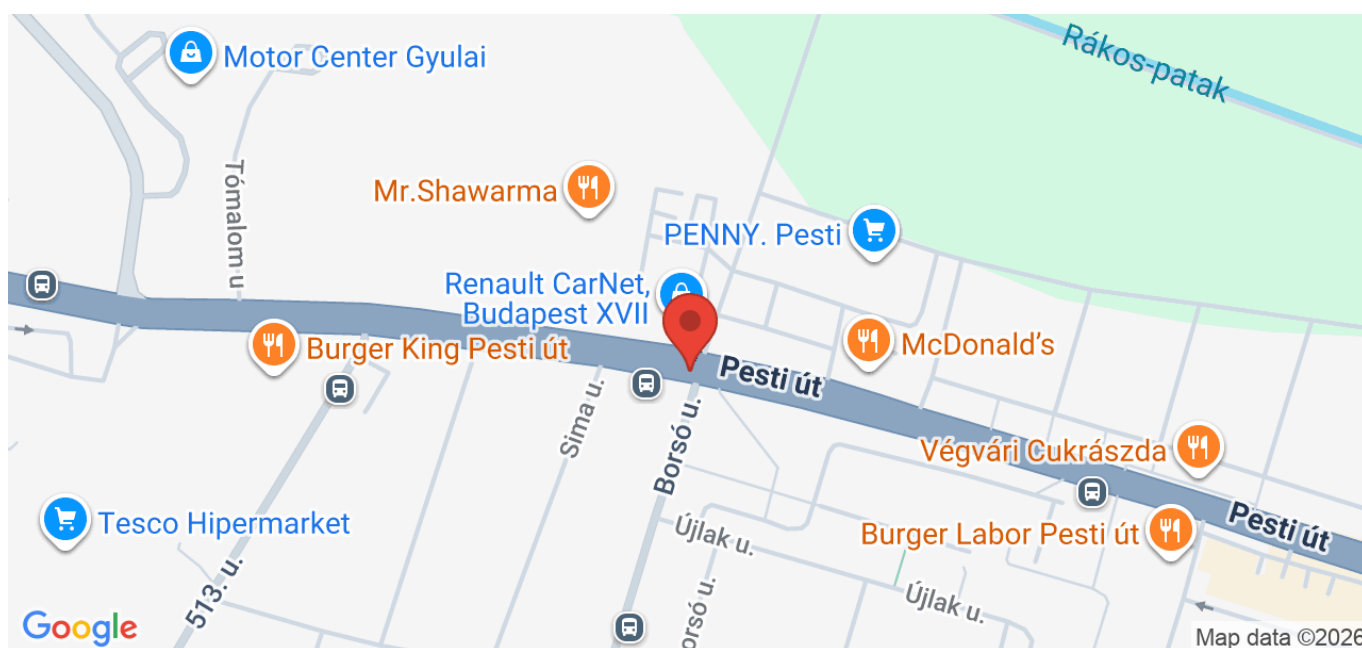 Rákos-patak
Motor Center Gyulai
Tómalom u
Mr.Shawarma
PENNY. Pesti
Renault CarNet,
Budapest XVII
Burger King Pesti út
McDonald's
Pesti út
Sima u.
Borsó u.
Végvári Cukrászda
Tesco Hipermarket
Pesti út
Burger Labor Pesti út
Újlak u.
513. u.
Újlak u.
orsó u.
Google
Map data ©2026